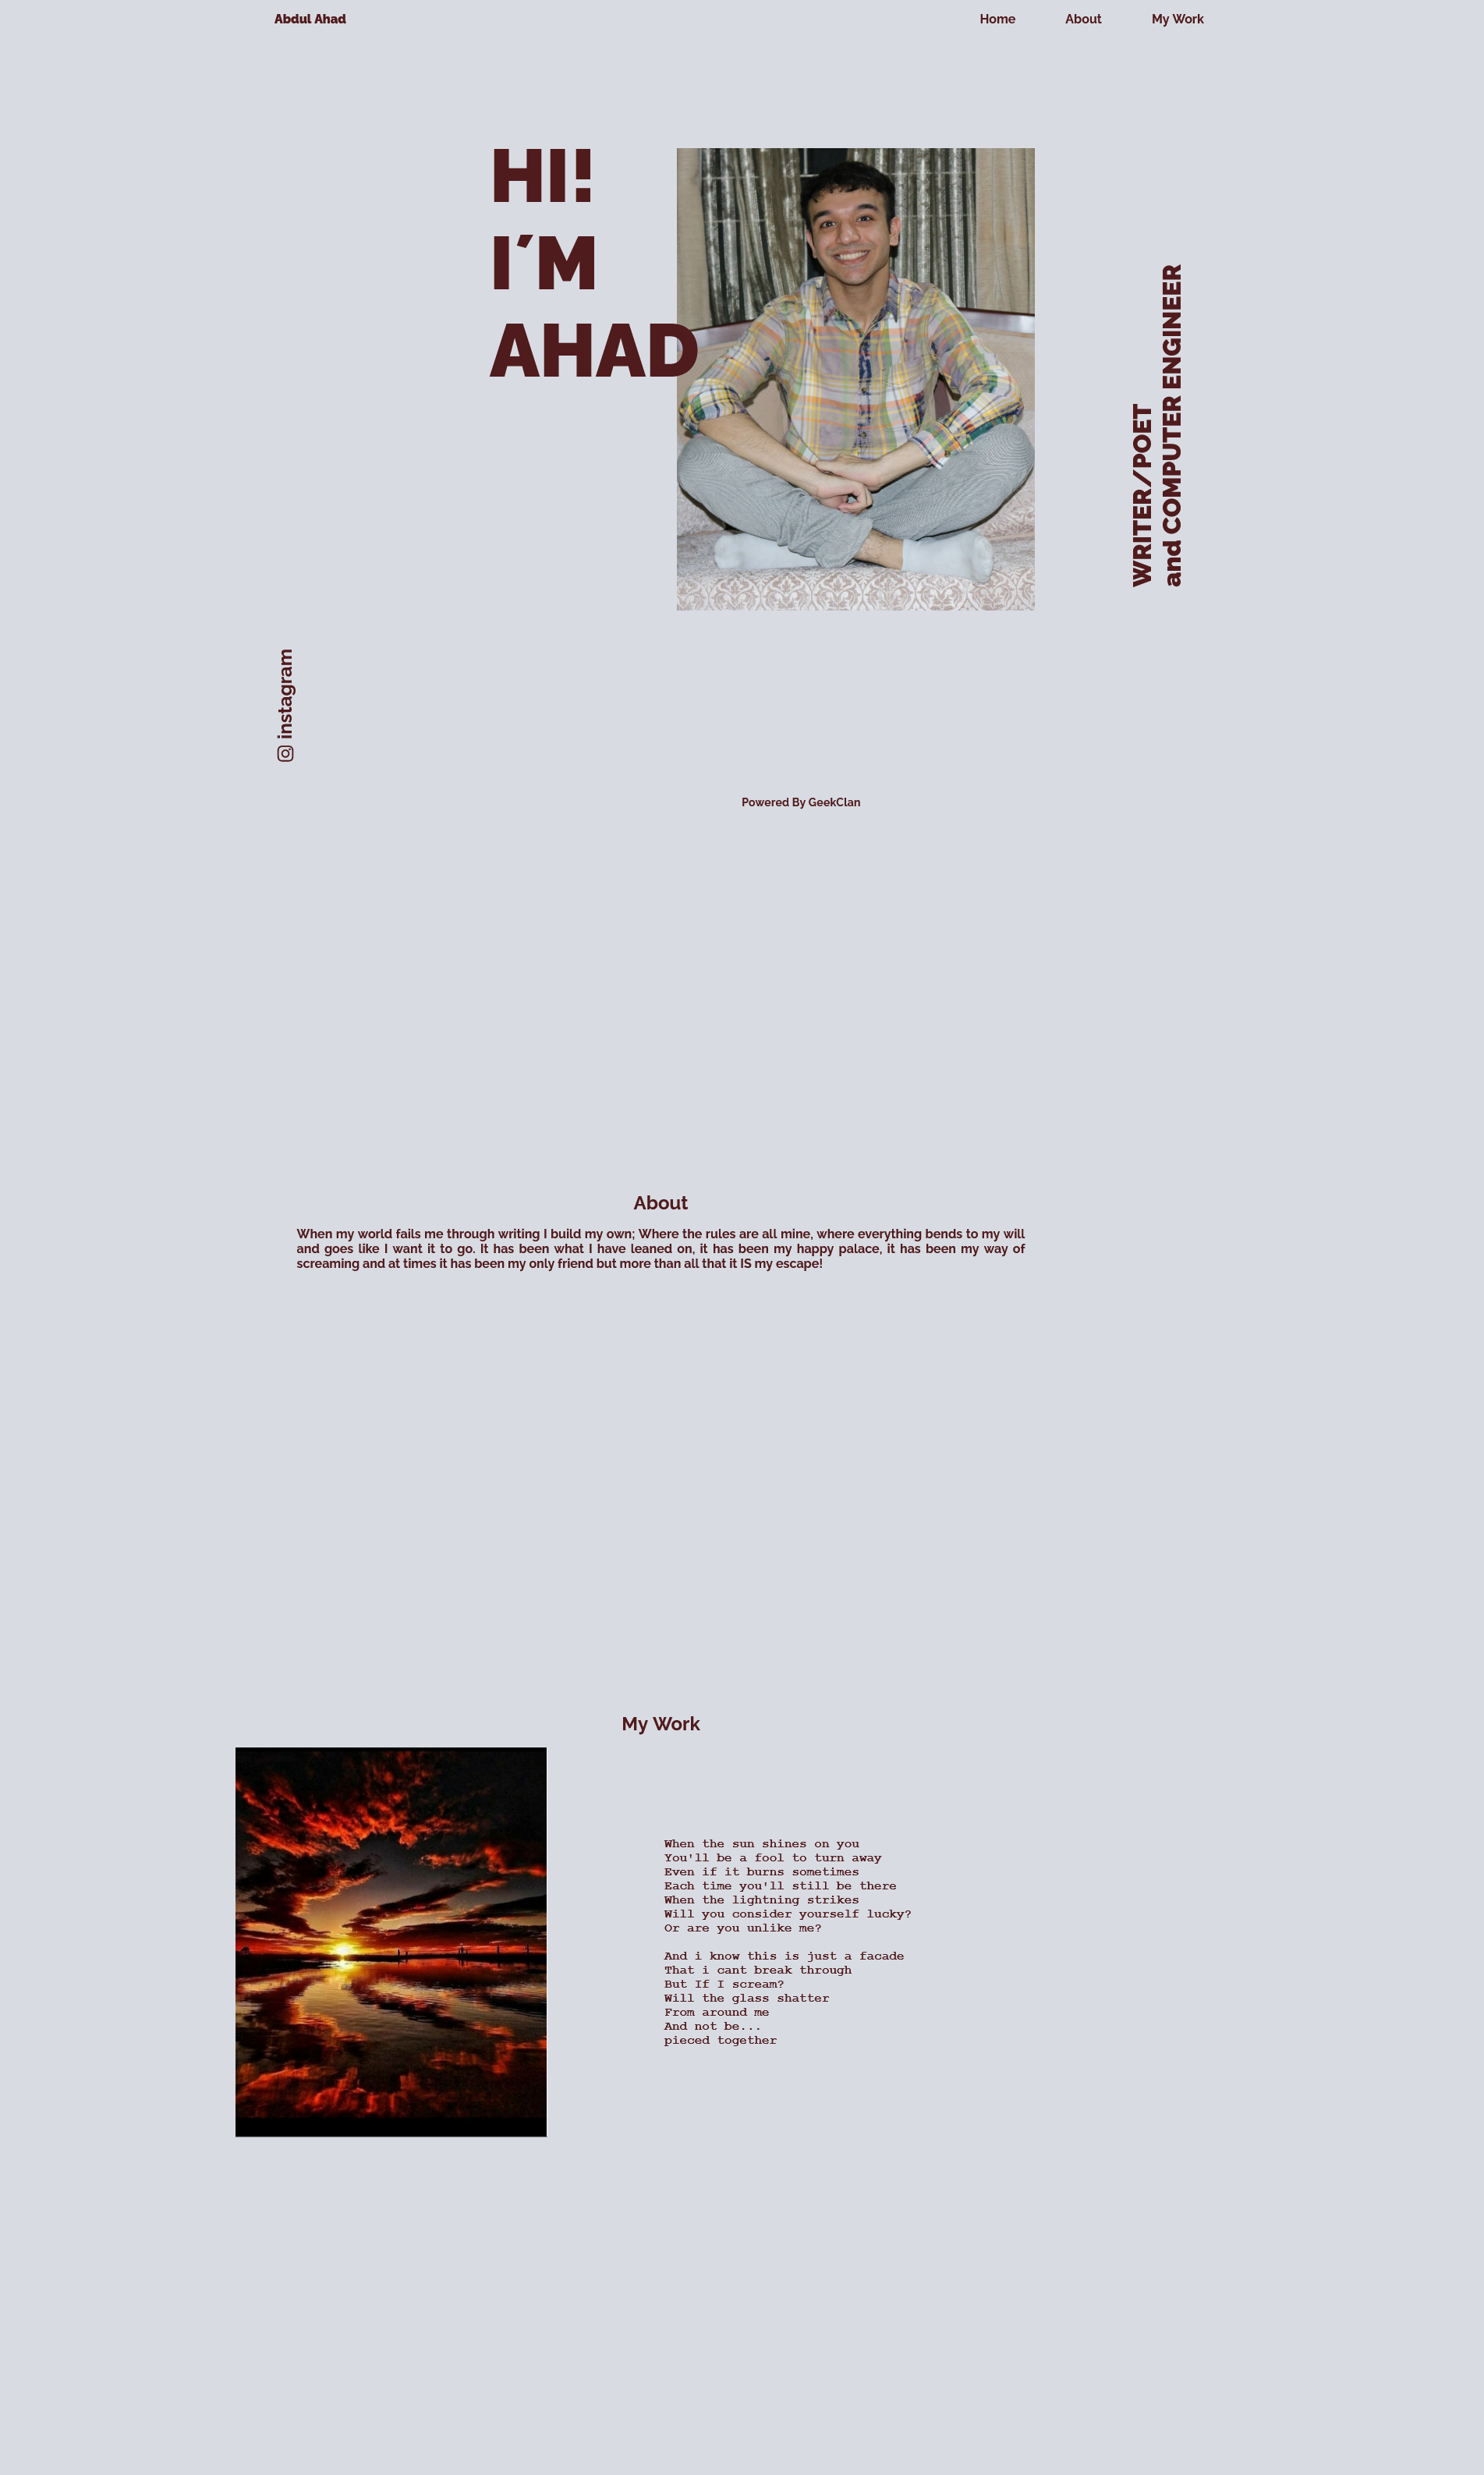 Abdul Ahad
Home
About
My Work
HI!
I´M
AHAD
WRITER/POET
and COMPUTER ENGINEER
instagram
Powered By GeekClan
About
When my world fails me through writing I build my own; Where the rules are all mine, where everything bends to my will
and goes like I want it to go. It has been what I have leaned on, it has been my happy palace, it has been my way of
screaming and at times it has been my only friend but more than all that it IS my escape!
My Work
When the sun shines on you
You'll be a fool to turn away
Even if it burns sometimes
Each time you'll still be there
When the lightning strikes
Will you consider yourself lucky?
Or are you unlike me?
And i know this is just a facade
That i cant break through
But If I scream?
Will the glass shatter
From around me
And not be...
pieced together